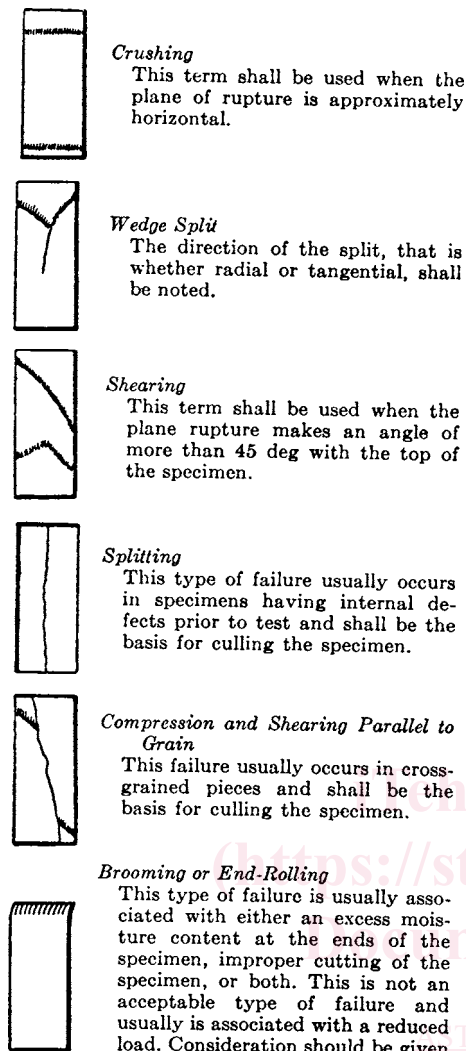 Crushing
This term shall be used when the
plane of rupture is approximately
horizontal.
Wedge Split
The direction of the split, that is
whether radial or tangential, shall
be noted.
Shearing
This term shall be used when the
plane rupture makes an angle of
more than 45 deg with the top of
the specimen.
Splitting
This type of failure usually occurs
in specimens having internal de-
fects prior to test and shall be the
basis for culling the specimen.
Compression and Shearing Parallel to
Grain
This failure usually occurs in cross-
grained pieces and shall be the
basis for culling the specimen.
Brooming or End-Rolling
This type of failure is usually asso-
ciated with either an excess mois-
ture content at the ends of the
specimen, improper cutting of the
specimen, or both. This is not an
acceptable type of failure and
usually is associated with a reduced
load. Consideration should be given
(https://st